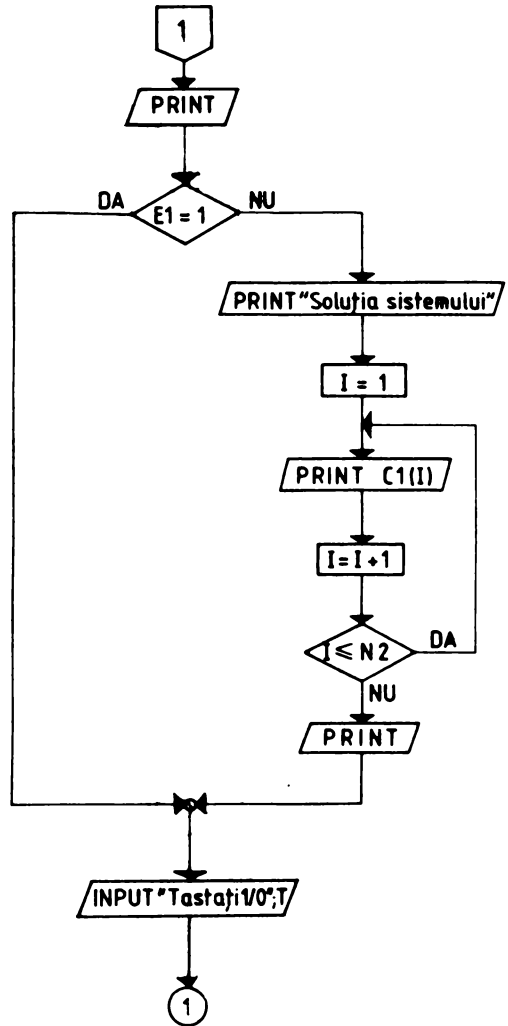 1
PRINT
DA
E1 = 1
NU
PRINT "Soluția sistemului"
I = 1
PRINT C1(I)
I = I + 1
I ≤ N2
DA
NU
PRINT
INPUT "Tastați 1/0";T
1